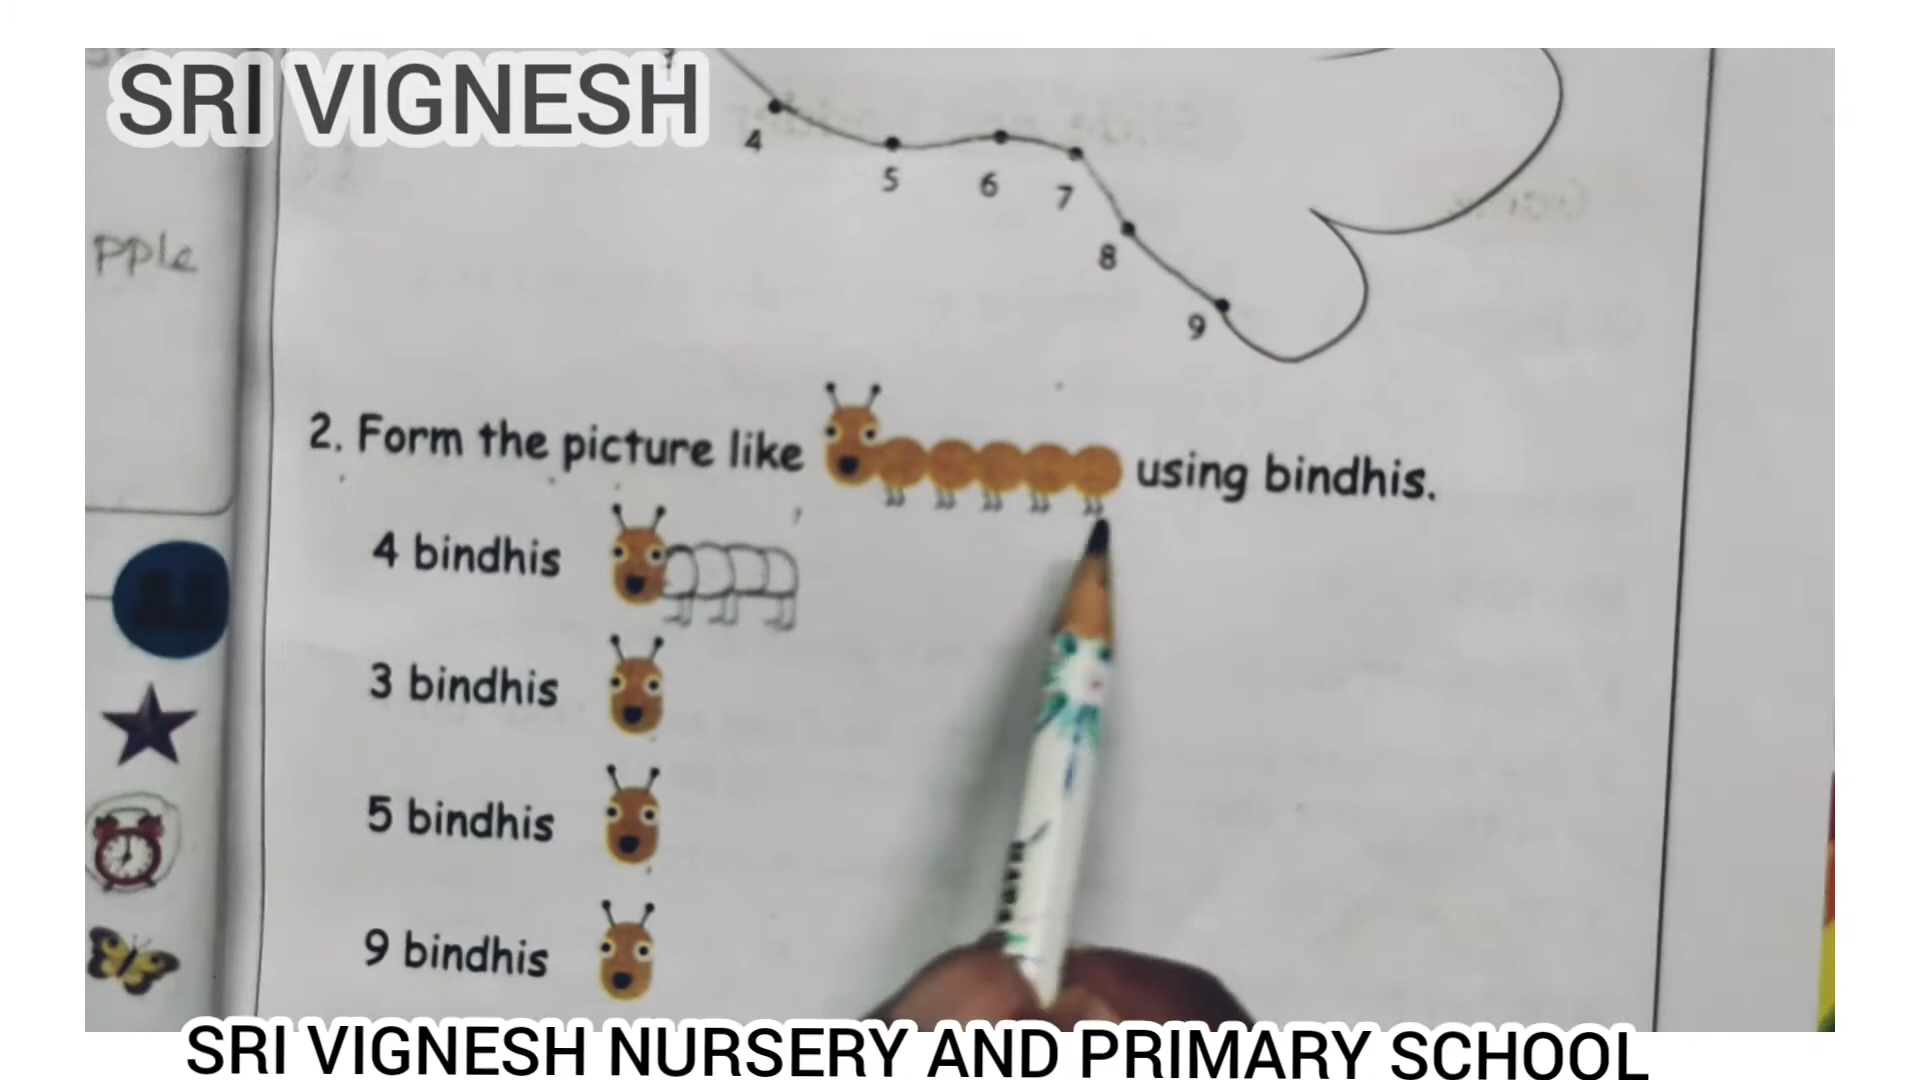 SRI VIGNESH
4
5
6
7
8
9
pple
2. Form the picture like using bindhis.
4 bindhis
3 bindhis
5 bindhis
9 bindhis
SRI VIGNESH NURSERY AND PRIMARY SCHOOL